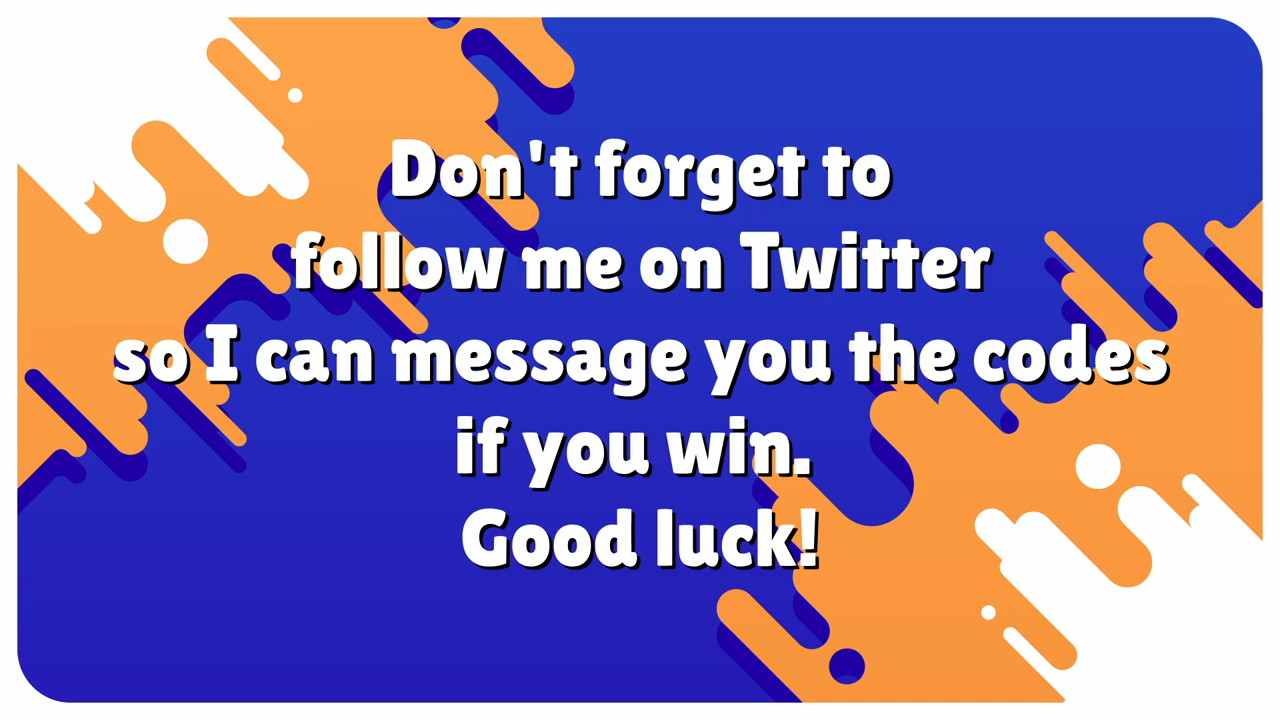 Don't forget to
follow me on Twitter
so I can message you the codes
if you win.
Good luck!